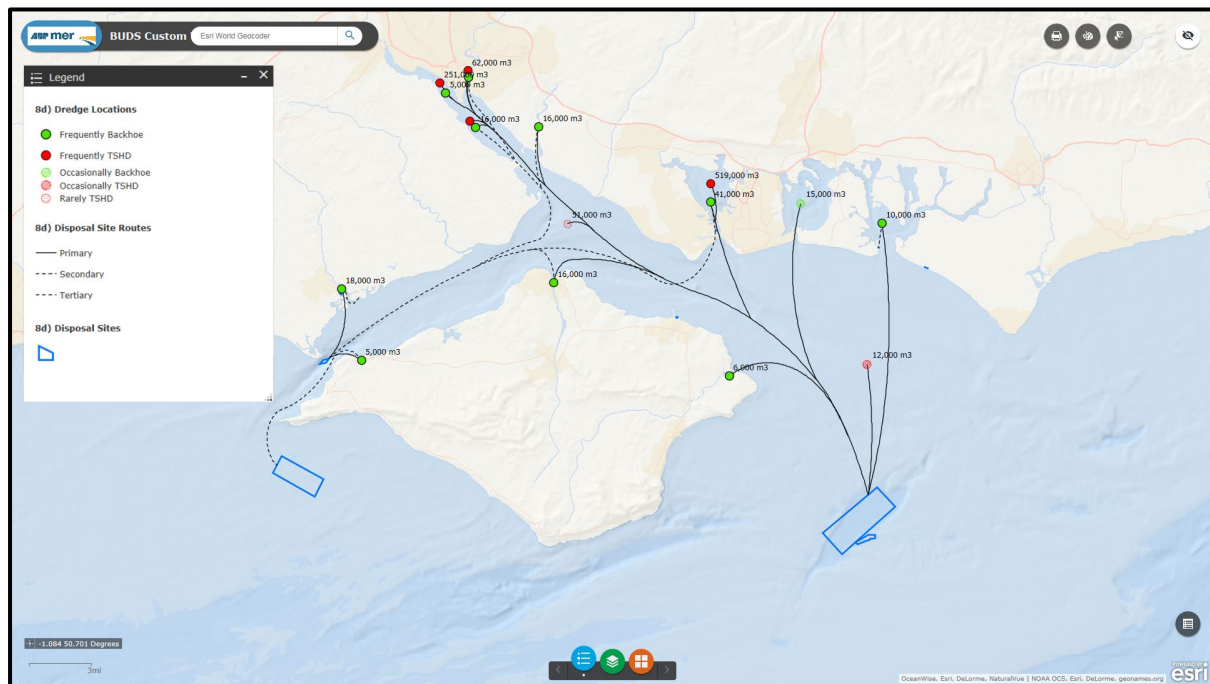 ABP mer
BUDS Custom
Esri World Geocoder
Legend
8d) Dredge Locations
Frequently Backhoe
Frequently TSHD
Occasionally Backhoe
Occasionally TSHD
Rarely TSHD
8d) Disposal Site Routes
Primary
Secondary
Tertiary
8d) Disposal Sites
62,000 m3
251,000 m3
5,000 m3
16,000 m3
16,000 m3
519,000 m3
41,000 m3
15,000 m3
10,000 m3
51,000 m3
16,000 m3
18,000 m3
5,000 m3
12,000 m3
6,000 m3
-1.084 50.701 Degrees
3mi
POWERED BY
esri
OceanWise, Esri, DeLorme, NaturalVue | NOAA OCS, Esri, DeLorme, geonames.org